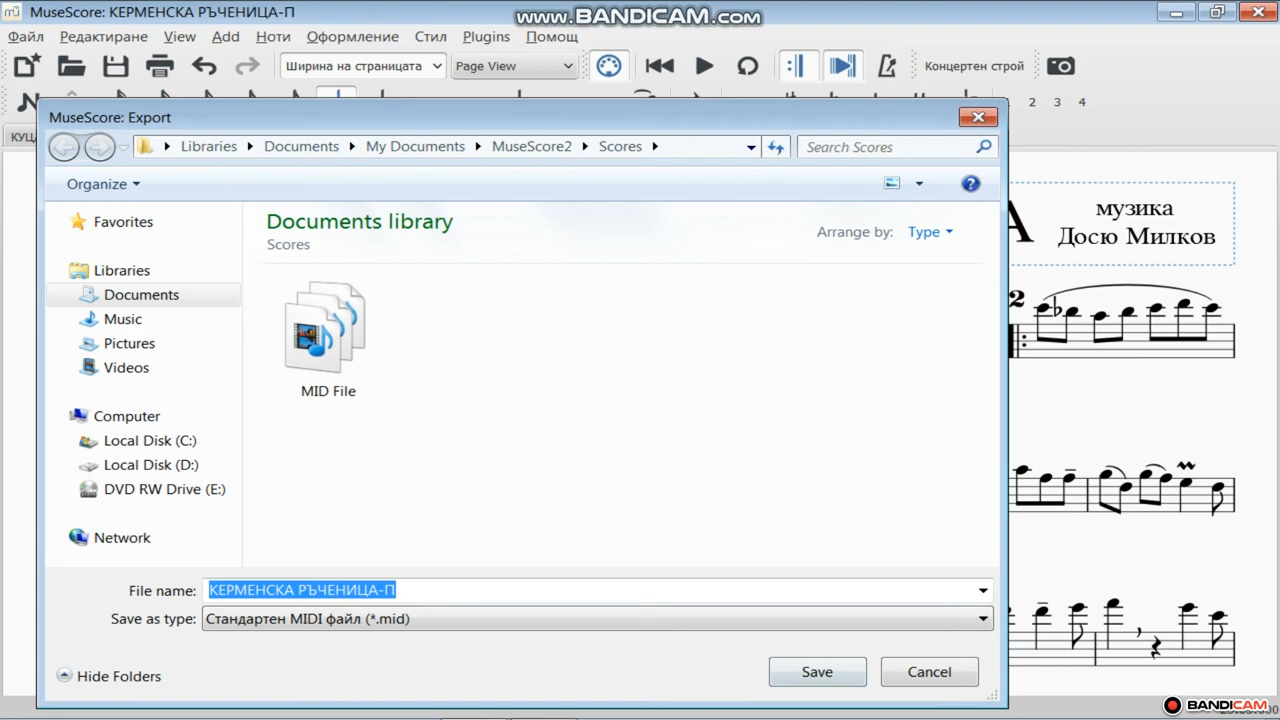 MuseScore: КЕРМЕНСКА РЪЧЕНИЦА-П
www.BANDICAM.com
Файл Редактиране View Add Ноти Оформление Стил Plugins Помощ
Ширина на страницата Page View Концертен строй
1 2 3 4
MuseScore: Export
КУЦ
Libraries Documents My Documents MuseScore2 Scores Search Scores
Organize
Favorites
Libraries
Documents
Music
Pictures
Videos
Computer
Local Disk (C:)
Local Disk (D:)
DVD RW Drive (E:)
Network
Documents library
Scores
Arrange by: Type
MID File
А
музика
Досю Милков
2
File name: КЕРМЕНСКА РЪЧЕНИЦА-П
Save as type: Стандартен MIDI файл (*.mid)
Hide Folders
Save Cancel
BANDICAM